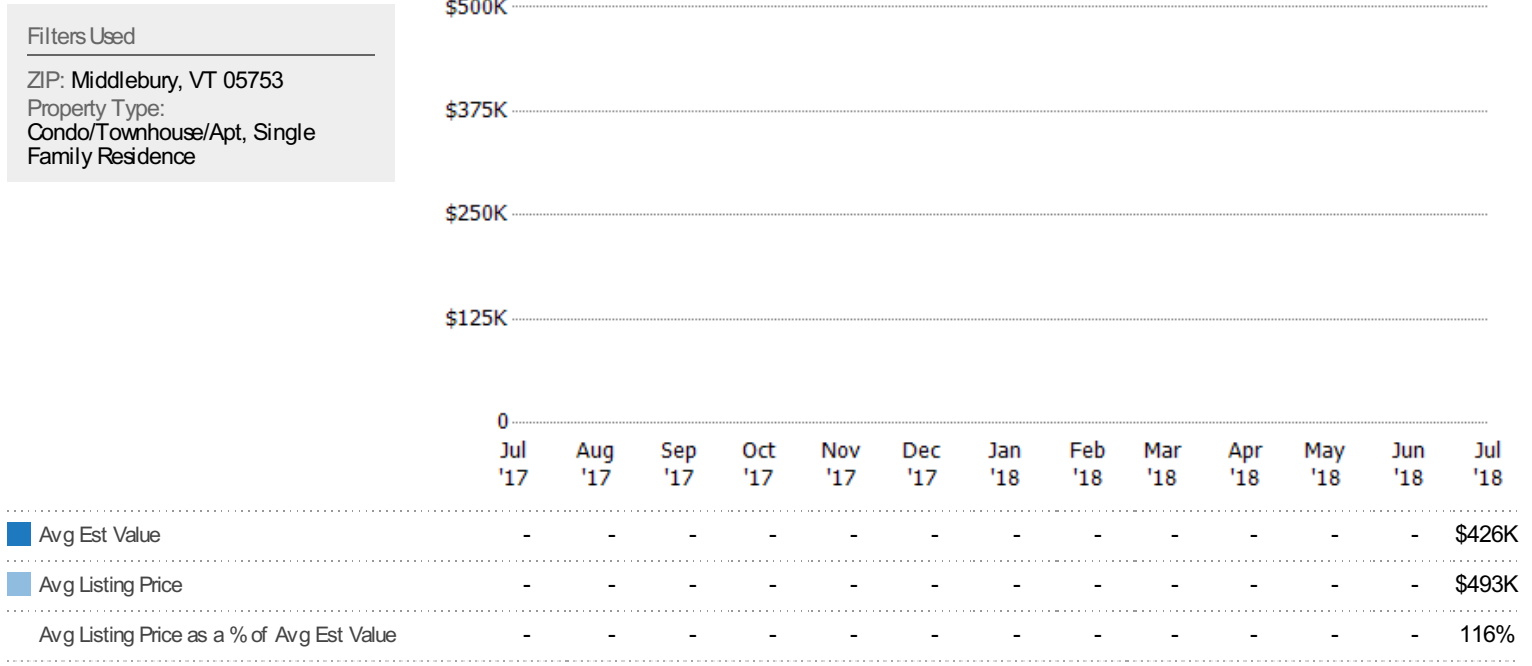 Filters Used
ZIP: Middlebury, VT 05753
Property Type:
Condo/Townhouse/Apt, Single
Family Residence
$500K
$375K
$250K
$125K
0
Jul Aug Sep Oct Nov Dec Jan Feb Mar Apr May Jun Jul
'17 '17 '17 '17 '17 '17 '18 '18 '18 '18 '18 '18 '18
Avg Est Value - - - - - - - - - - - - $426K
Avg Listing Price - - - - - - - - - - - - $493K
Avg Listing Price as a % of Avg Est Value - - - - - - - - - - - - 116%